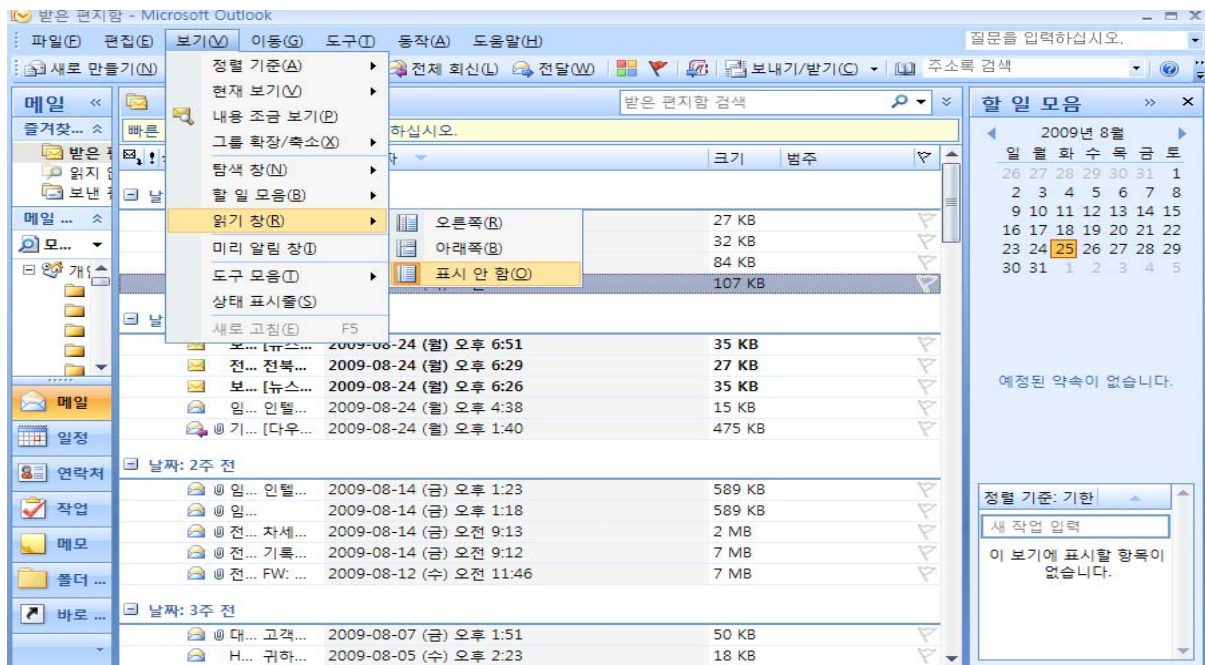 받은 편지함 - Microsoft Outlook
파일(F) 편집(E) 보기(V) 이동(G) 도구(T) 동작(A) 도움말(H) 질문을 입력하십시오.
새로 만들기(N) 전체 회신(L) 전달(W) 보내기/받기(C) 주소록 검색
메일 받은 편지함 검색 할 일 모음
즐겨찾... 빠른 하십시오.
받은
읽지
보낸
메일 ...
모...
개인
정렬 기준(A)
현재 보기(V)
내용 조금 보기(P)
그룹 확장/축소(X)
탐색 창(N)
할 일 모음(B)
읽기 창(R)
미리 알림 창(I)
도구 모음(T)
상태 표시줄(S)
새로 고침(E) F5
오른쪽(R)
아래쪽(B)
표시 안 함(O)
크기 범주
27 KB
32 KB
84 KB
107 KB
보... [뉴스... 2009-08-24 (월) 오후 6:51 35 KB
전... 전북... 2009-08-24 (월) 오후 6:29 27 KB
보... [뉴스... 2009-08-24 (월) 오후 6:26 35 KB
임... 인텔... 2009-08-24 (월) 오후 4:38 15 KB
기... [다우... 2009-08-24 (월) 오후 1:40 475 KB
날짜: 2주 전
임... 인텔... 2009-08-14 (금) 오후 1:23 589 KB
임... 2009-08-14 (금) 오후 1:18 589 KB
전... 차세... 2009-08-14 (금) 오전 9:13 2 MB
전... 기록... 2009-08-14 (금) 오전 9:12 7 MB
전... FW: ... 2009-08-12 (수) 오전 11:46 7 MB
날짜: 3주 전
대... 고객... 2009-08-07 (금) 오후 1:51 50 KB
H... 귀하... 2009-08-05 (수) 오후 2:23 18 KB
메일
일정
연락처
작업
메모
폴더 ...
바로 ...
2009년 8월
일 월 화 수 목 금 토
26 27 28 29 30 31 1
2 3 4 5 6 7 8
9 10 11 12 13 14 15
16 17 18 19 20 21 22
23 24 25 26 27 28 29
30 31 1 2 3 4 5
예정된 약속이 없습니다.
정렬 기준: 기한
새 작업 입력
이 보기에 표시할 항목이
없습니다.